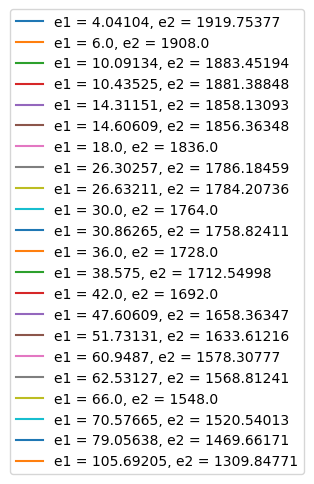 e1 = 4.04104, e2 = 1919.75377
e1 = 6.0, e2 = 1908.0
e1 = 10.09134, e2 = 1883.45194
e1 = 10.43525, e2 = 1881.38848
e1 = 14.31151, e2 = 1858.13093
e1 = 14.60609, e2 = 1856.36348
e1 = 18.0, e2 = 1836.0
e1 = 26.30257, e2 = 1786.18459
e1 = 26.63211, e2 = 1784.20736
e1 = 30.0, e2 = 1764.0
e1 = 30.86265, e2 = 1758.82411
e1 = 36.0, e2 = 1728.0
e1 = 38.575, e2 = 1712.54998
e1 = 42.0, e2 = 1692.0
e1 = 47.60609, e2 = 1658.36347
e1 = 51.73131, e2 = 1633.61216
e1 = 60.9487, e2 = 1578.30777
e1 = 62.53127, e2 = 1568.81241
e1 = 66.0, e2 = 1548.0
e1 = 70.57665, e2 = 1520.54013
e1 = 79.05638, e2 = 1469.66171
e1 = 105.69205, e2 = 1309.84771